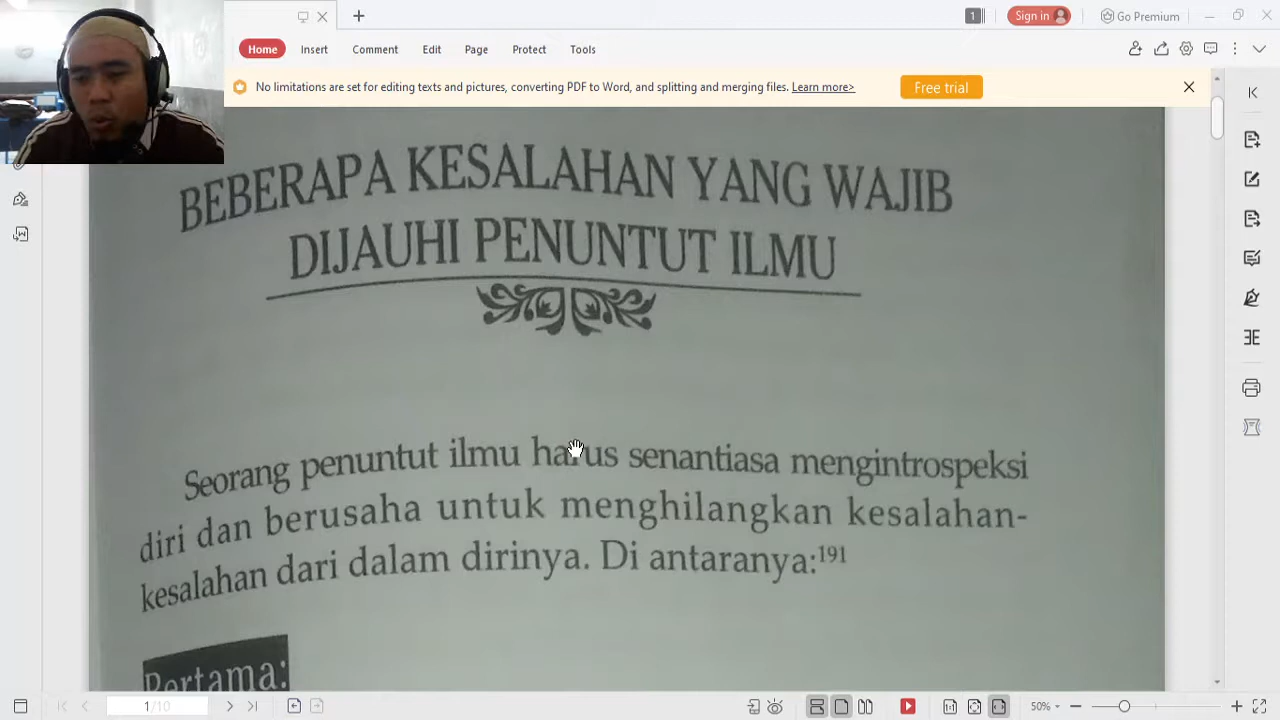 1
Sign in
Go Premium
Home Insert Comment Edit Page Protect Tools
No limitations are set for editing texts and pictures, converting PDF to Word, and splitting and merging files. Learn more>
Free trial
BEBERAPA KESALAHAN YANG WAJIB
DIJAUHI PENUNTUT ILMU
Seorang penuntut ilmu harus senantiasa mengintrospeksi
diri dan berusaha untuk menghilangkan kesalahan-
kesalahan dari dalam dirinya. Di antaranya:191
Pertama:
1/10
50%